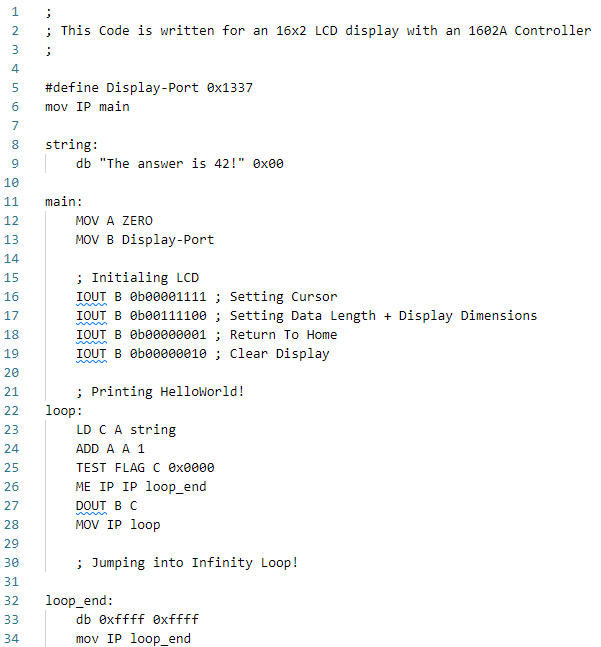 1 ;
2 ; This Code is written for an 16x2 LCD display with an 1602A Controller
3 ;
4
5 #define Display-Port 0x1337
6 mov IP main
7
8 string:
9     db "The answer is 42!" 0x00
10
11 main:
12     MOV A ZERO
13     MOV B Display-Port
14
15     ; Initialing LCD
16     IOUT B 0b00001111 ; Setting Cursor
17     IOUT B 0b00111100 ; Setting Data Length + Display Dimensions
18     IOUT B 0b00000001 ; Return To Home
19     IOUT B 0b00000010 ; Clear Display
20
21     ; Printing HelloWorld!
22 loop:
23     LD C A string
24     ADD A A 1
25     TEST FLAG C 0x0000
26     ME IP IP loop_end
27     DOUT B C
28     MOV IP loop
29
30     ; Jumping into Infinity Loop!
31
32 loop_end:
33     db 0xffff 0xffff
34     mov IP loop_end